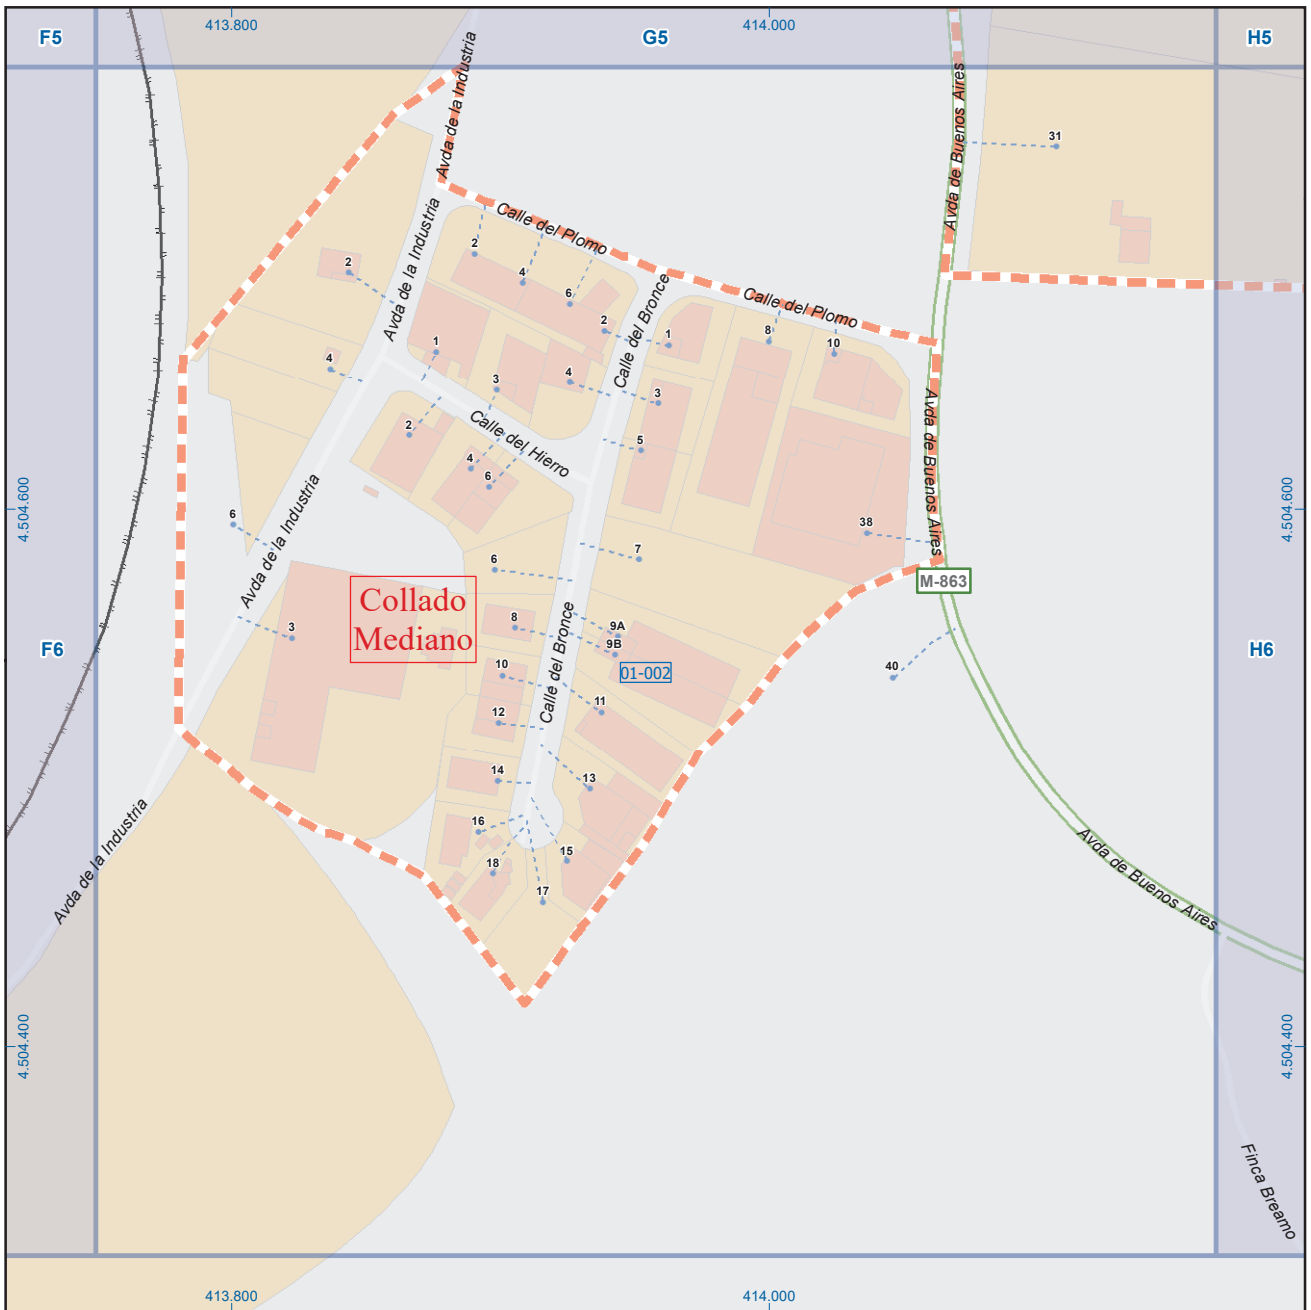 413.800
414.000
F5
G5
H5
Avda de la Industria
Avda de Buenos Aires
31
Avda de la Industria
Calle del Plomo
2
4
6
2
2
1
Calle del Bronce
Calle del Plomo
8
10
4
1
3
4
3
2
Calle del Hierro
4
6
5
Avda de Buenos Aires
4.504.600
4.504.600
6
Avda de la Industria
38
7
6
M-863
Collado
Mediano
3
8
9A
9B
01-002
F6
H6
40
10
12
Calle del Bronce
11
14
13
16
18
15
17
Avda de la Industria
Avda de Buenos Aires
4.504.400
4.504.400
Finca Breamo
413.800
414.000